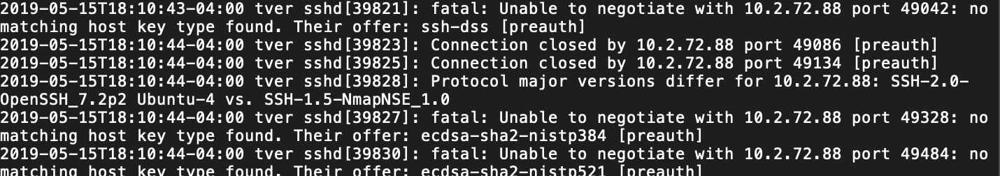 2019-05-15T18:10:43-04:00 tver sshd[39821]: fatal: Unable to negotiate with 10.2.72.88 port 49042: no
matching host key type found. Their offer: ssh-dss [preauth]
2019-05-15T18:10:44-04:00 tver sshd[39823]: Connection closed by 10.2.72.88 port 49086 [preauth]
2019-05-15T18:10:44-04:00 tver sshd[39825]: Connection closed by 10.2.72.88 port 49134 [preauth]
2019-05-15T18:10:44-04:00 tver sshd[39828]: Protocol major versions differ for 10.2.72.88: SSH-2.0-
OpenSSH_7.2p2 Ubuntu-4 vs. SSH-1.5-NmapNSE_1.0
2019-05-15T18:10:44-04:00 tver sshd[39827]: fatal: Unable to negotiate with 10.2.72.88 port 49328: no
matching host key type found. Their offer: ecdsa-sha2-nistp384 [preauth]
2019-05-15T18:10:44-04:00 tver sshd[39830]: fatal: Unable to negotiate with 10.2.72.88 port 49484: no
matching host key type found. Their offer: ecdsa-sha2-nistp521 [preauth]